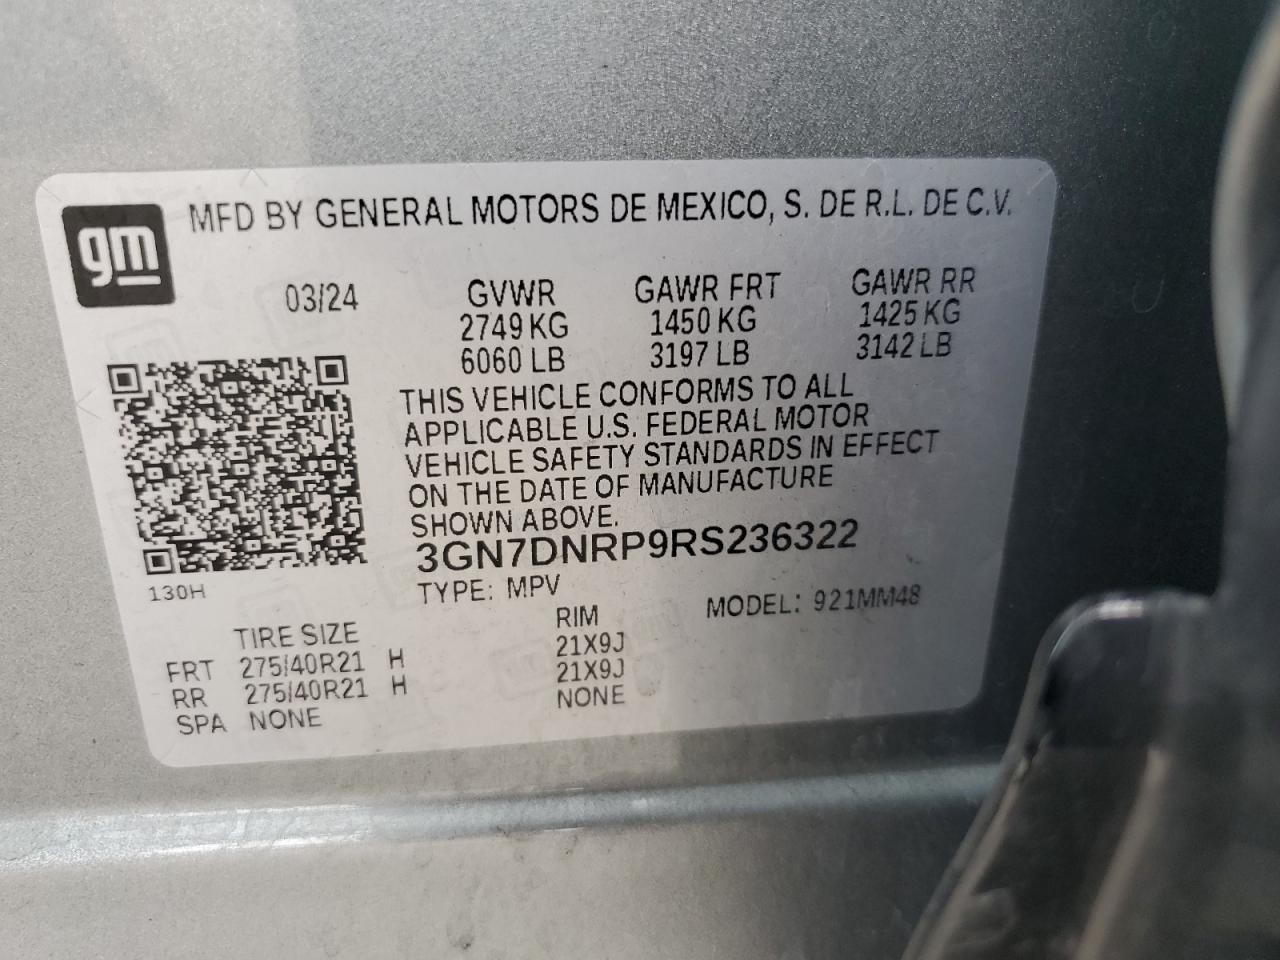 gm
MFD BY GENERAL MOTORS DE MEXICO, S. DE R.L. DE C.V.
03/24 GVWR GAWR FRT GAWR RR
2749 KG 1450 KG 1425 KG
6060 LB 3197 LB 3142 LB
THIS VEHICLE CONFORMS TO ALL
APPLICABLE U.S. FEDERAL MOTOR
VEHICLE SAFETY STANDARDS IN EFFECT
ON THE DATE OF MANUFACTURE
SHOWN ABOVE.
3GN7DNRP9RS236322
130H
TYPE: MPV MODEL: 921MM48
TIRE SIZE RIM
FRT 275/40R21 H 21X9J
RR 275/40R21 H 21X9J
SPA NONE NONE